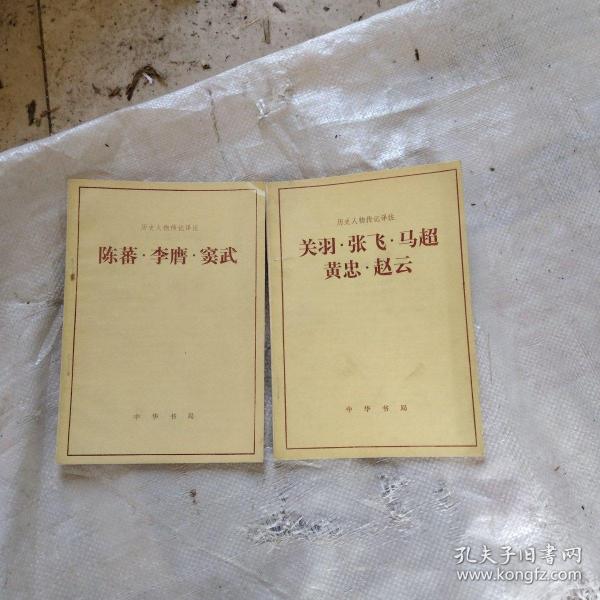 历史人物传记译注
陈蕃·李膺·窦武
中华书局
历史人物传记译注
关羽·张飞·马超
黄忠·赵云
中华书局
孔夫子旧书网
www.kongfz.com